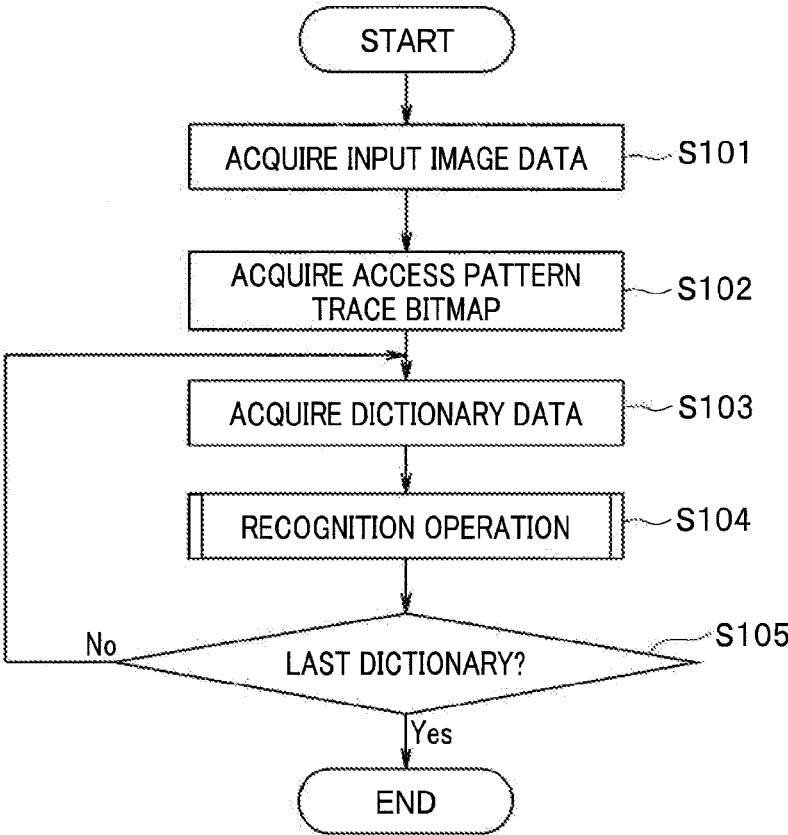 START
ACQUIRE INPUT IMAGE DATA
S101
ACQUIRE ACCESS PATTERN
TRACE BITMAP
S102
ACQUIRE DICTIONARY DATA
S103
RECOGNITION OPERATION
S104
LAST DICTIONARY?
S105
No
Yes
END